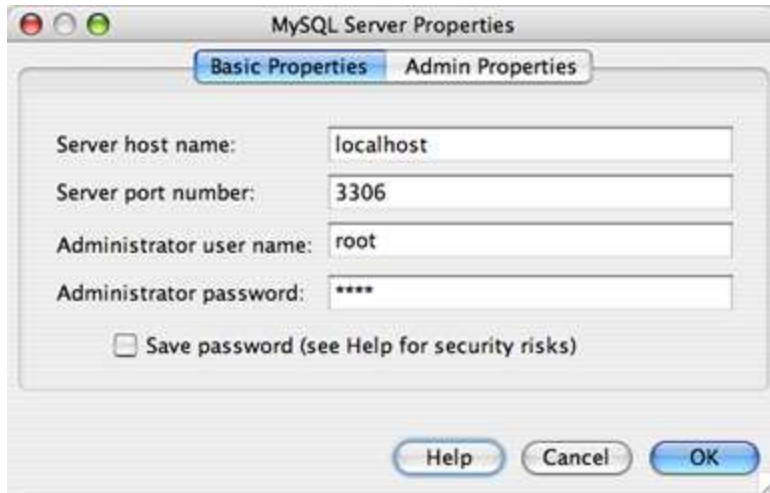 MySQL Server Properties
Basic Properties Admin Properties
Server host name: localhost
Server port number: 3306
Administrator user name: root
Administrator password: ****
Save password (see Help for security risks)
Help Cancel OK